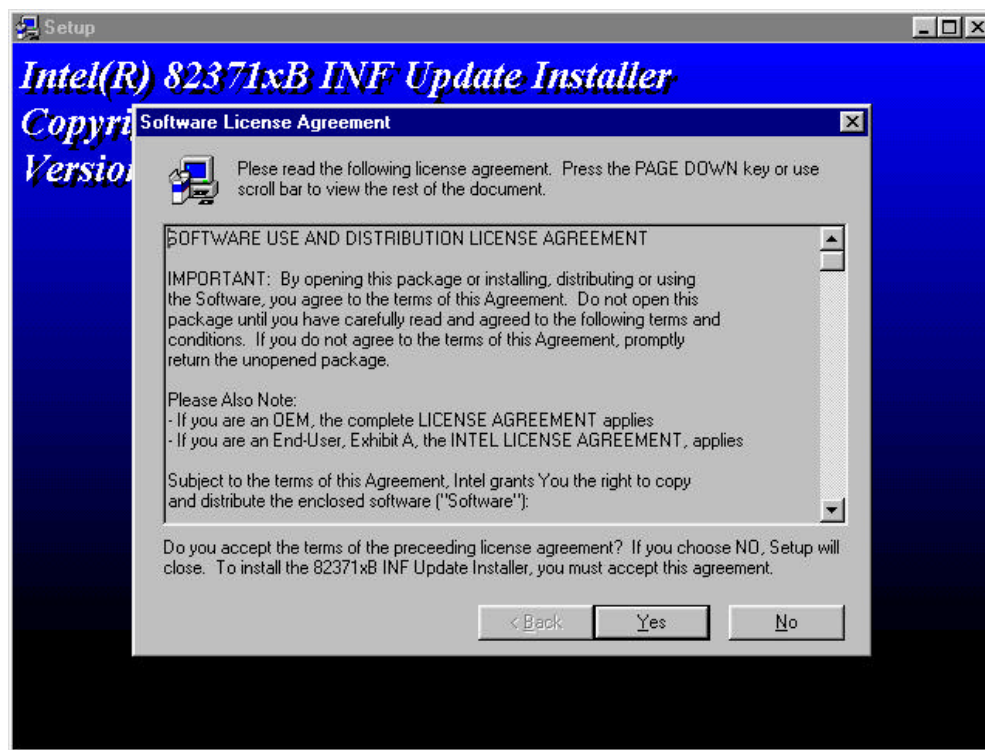 Setup
Intel(R) 82371xB INF Update Installer
Copyri
Version
Software License Agreement
Plese read the following license agreement. Press the PAGE DOWN key or use
scroll bar to view the rest of the document.
SOFTWARE USE AND DISTRIBUTION LICENSE AGREEMENT
IMPORTANT: By opening this package or installing, distributing or using
the Software, you agree to the terms of this Agreement. Do not open this
package until you have carefully read and agreed to the following terms and
conditions. If you do not agree to the terms of this Agreement, promptly
return the unopened package.
Please Also Note:
- If you are an OEM, the complete LICENSE AGREEMENT applies
- If you are an End-User, Exhibit A, the INTEL LICENSE AGREEMENT, applies
Subject to the terms of this Agreement, Intel grants You the right to copy
and distribute the enclosed software ("Software"):
Do you accept the terms of the preceeding license agreement? If you choose NO, Setup will
close. To install the 82371xB INF Update Installer, you must accept this agreement.
< Back
Yes
No